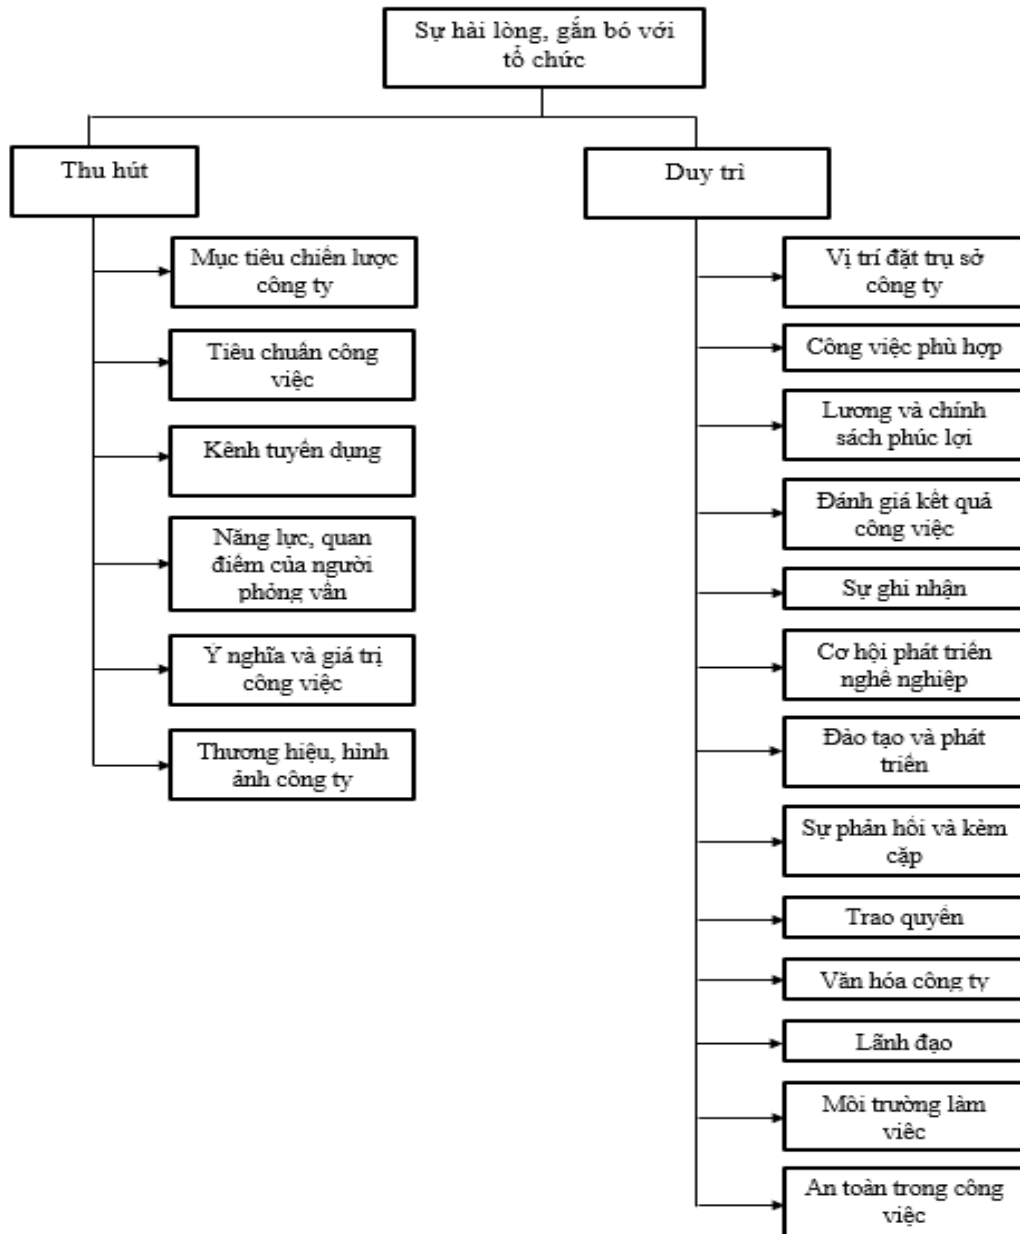 Sự hài lòng, gắn bó với
tổ chức
Thu hút
Duy trì
Mục tiêu chiến lược
công ty
Tiêu chuẩn công
việc
Kênh tuyển dụng
Năng lực, quan
điểm của người
phỏng vấn
Ý nghĩa và giá trị
công việc
Thương hiệu, hình
ảnh công ty
Vị trí đặt trụ sở
công ty
Công việc phù hợp
Lương và chính
sách phúc lợi
Đánh giá kết quả
công việc
Sự ghi nhận
Cơ hội phát triển
nghề nghiệp
Đào tạo và phát
triển
Sự phản hồi và kèm
cặp
Trao quyền
Văn hóa công ty
Lãnh đạo
Môi trường làm
việc
An toàn trong công
việc